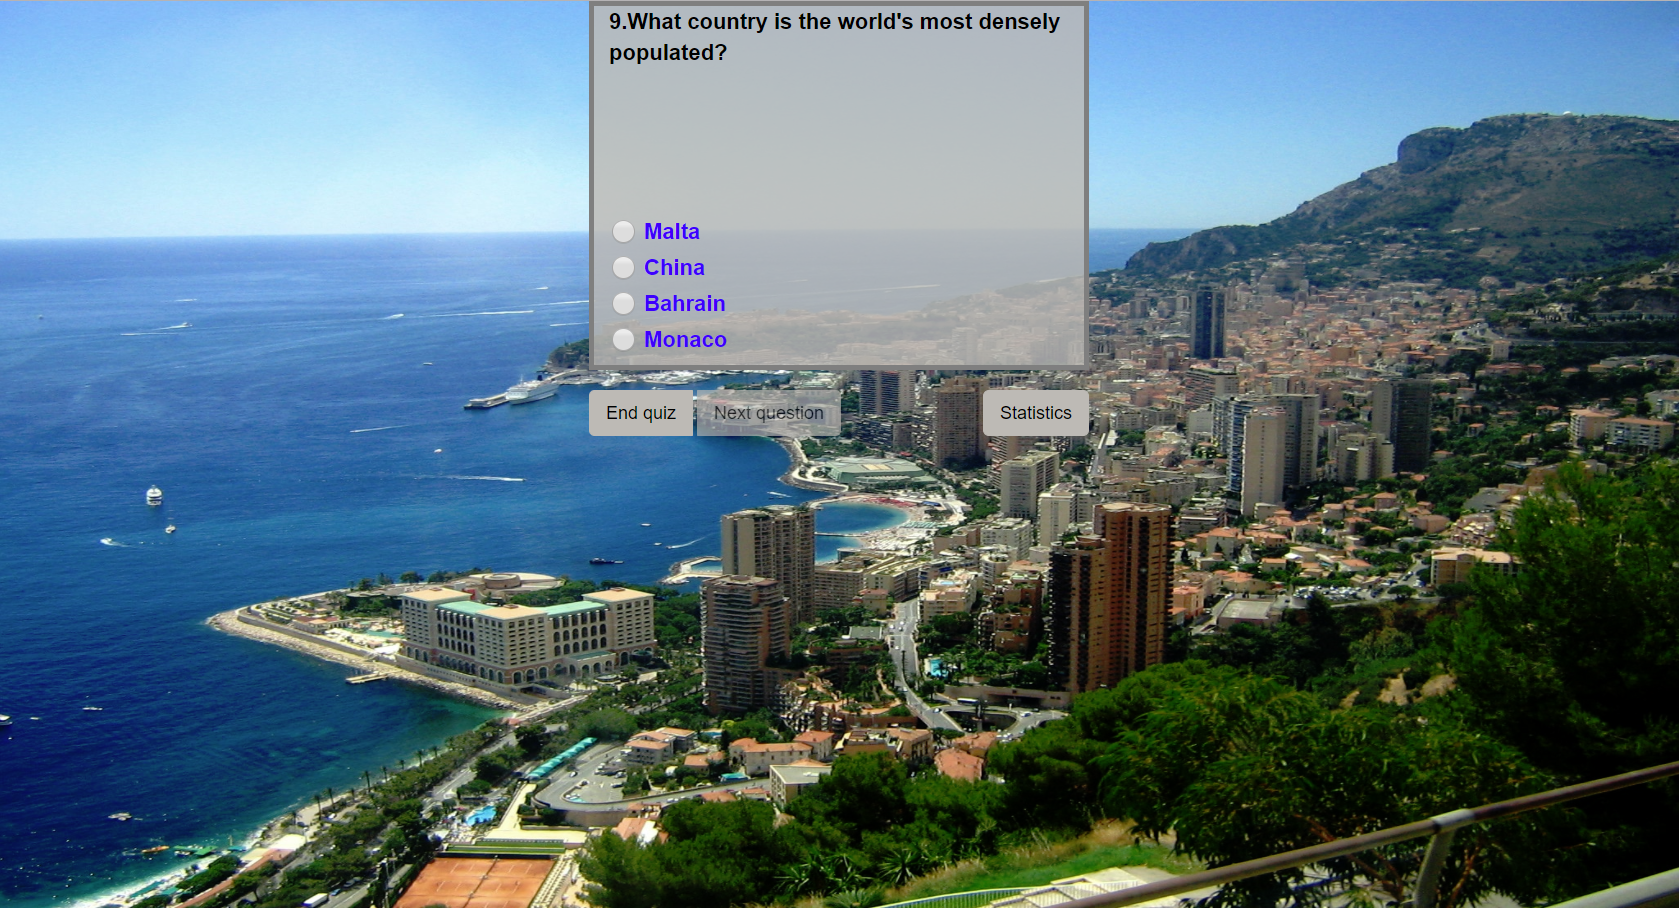 9.What country is the world's most densely
populated?
Malta
China
Bahrain
Monaco
End quiz
Next question
Statistics